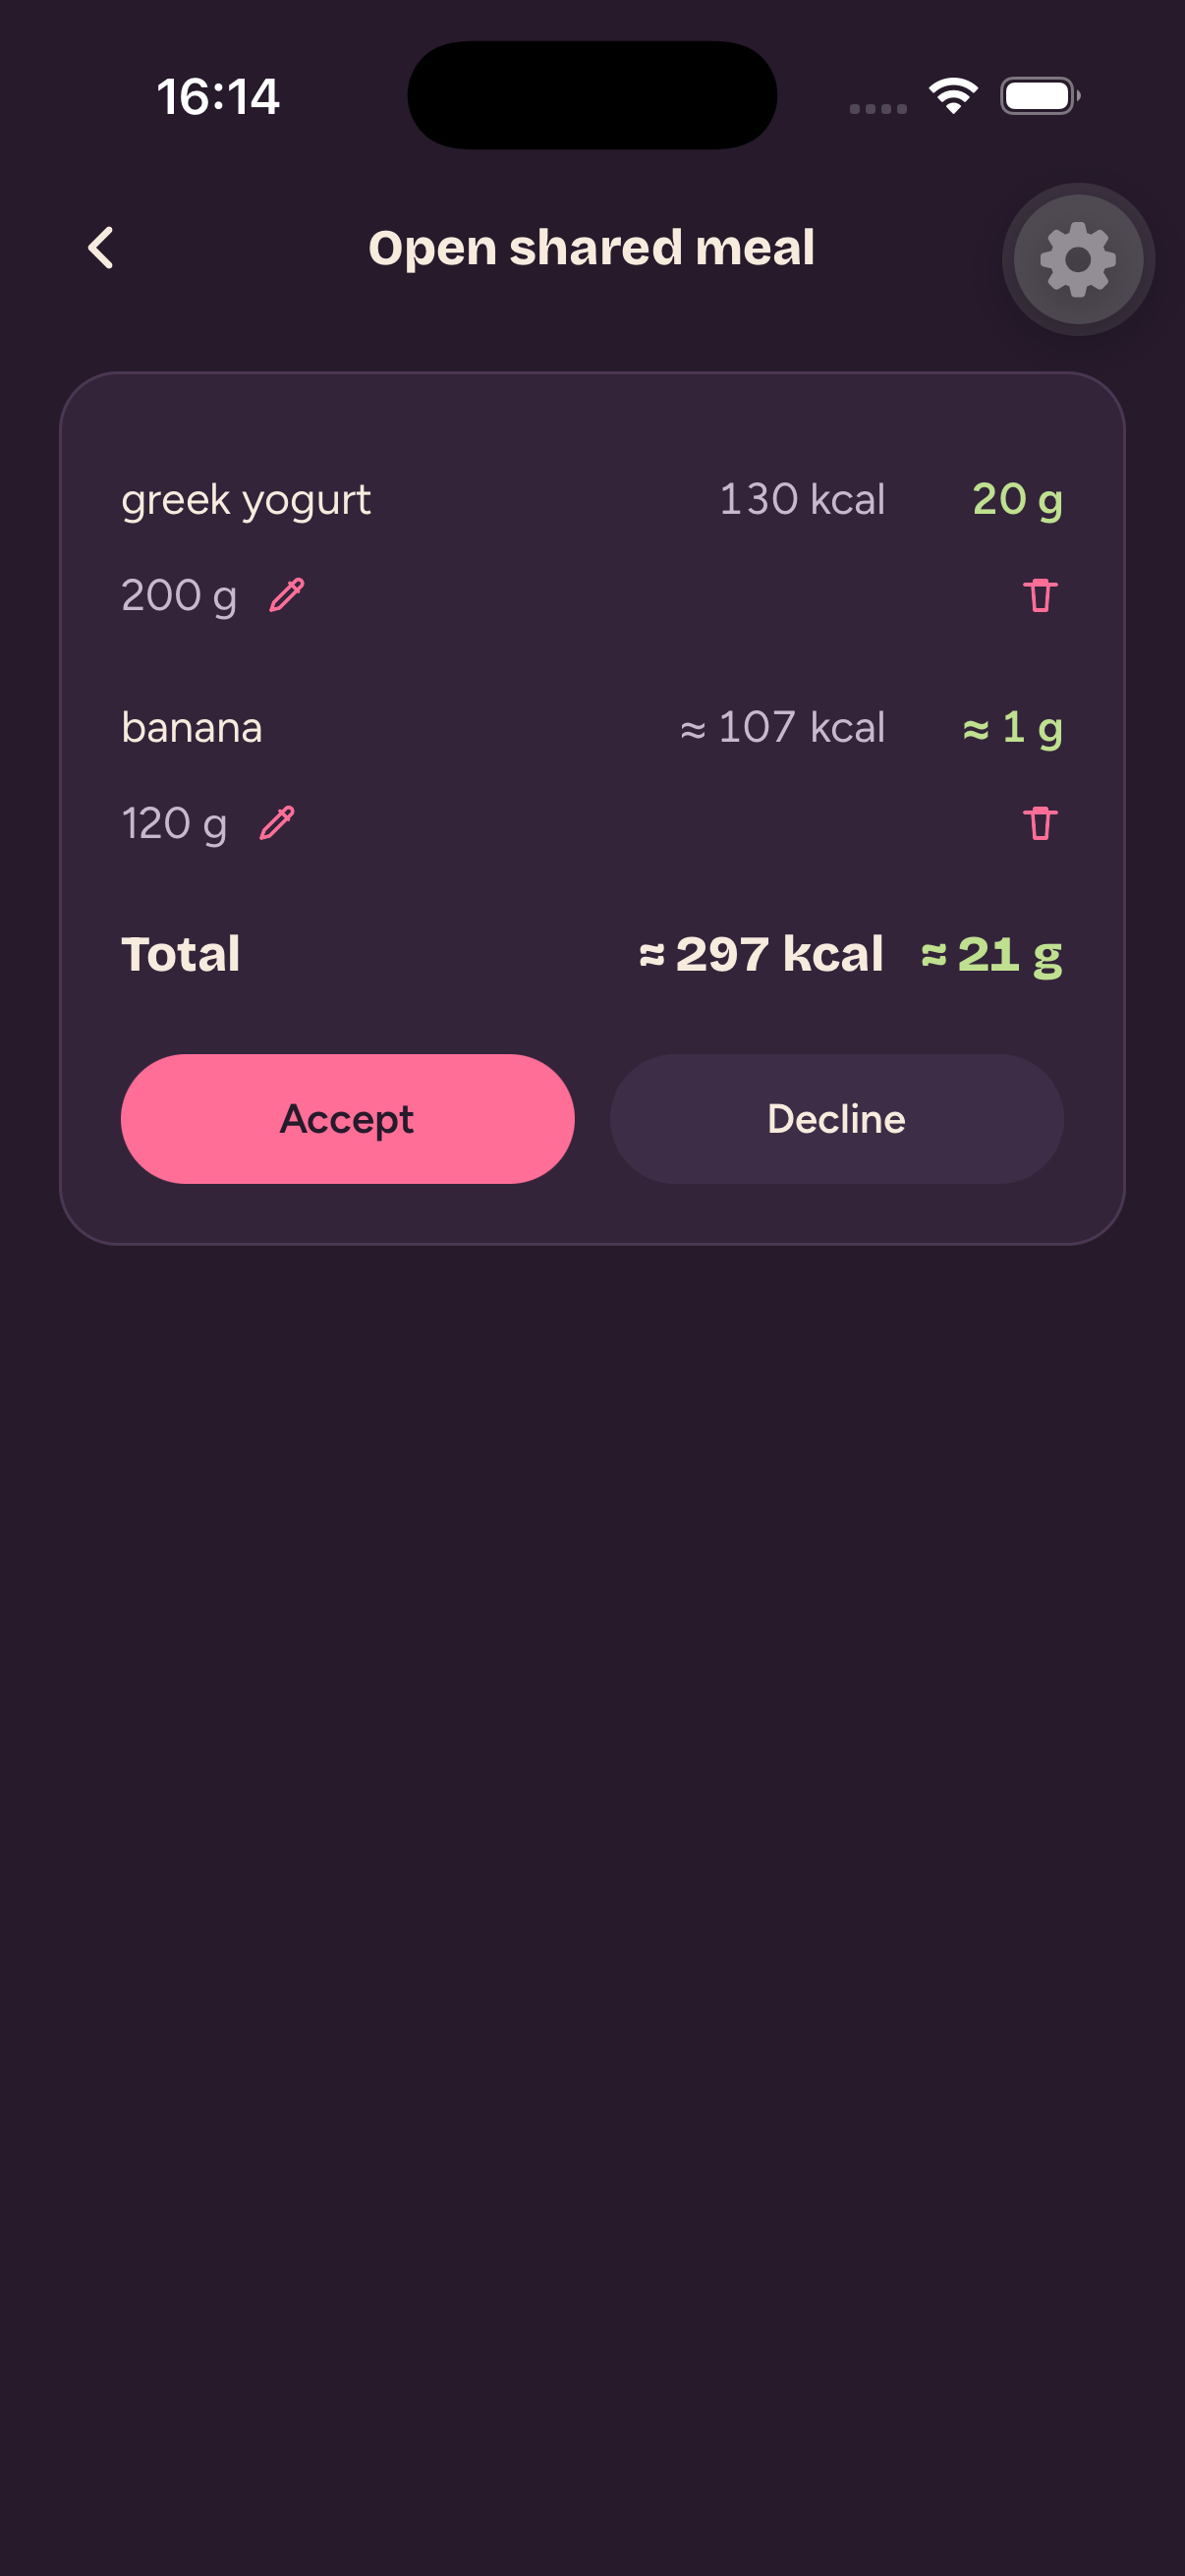 16:14
Open shared meal
greek yogurt 130 kcal 20 g
200 g
banana ≈ 107 kcal ≈ 1 g
120 g
Total ≈ 297 kcal ≈ 21 g
Accept Decline